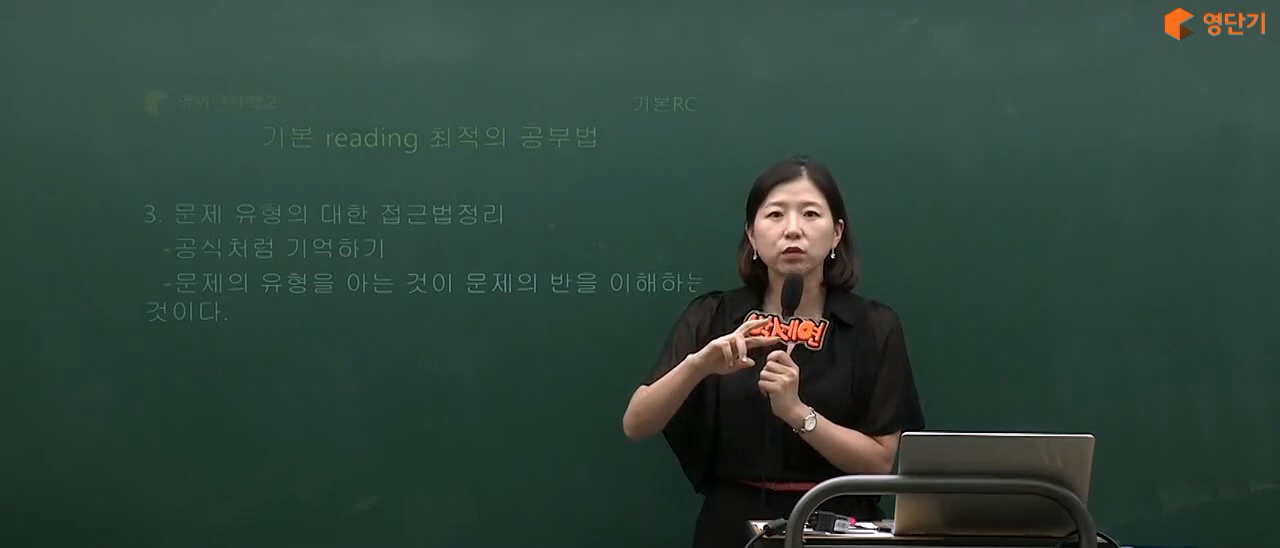 영단기
기본RC
기본 reading 최적의 공부법
3. 문제 유형의 대한 접근법정리
-공식처럼 기억하기
-문제의 유형을 아는 것이 문제의 반을 이해하는
것이다.